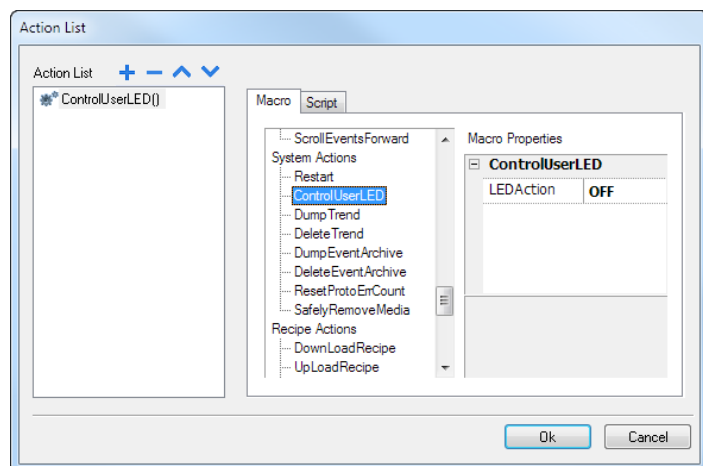 Action List
Action List
ControlUserLED()
Macro
Script
ScrollEventsForward
System Actions
Restart
ControlUserLED
DumpTrend
DeleteTrend
DumpEventArchive
DeleteEventArchive
ResetProtoErrCount
SafelyRemoveMedia
Recipe Actions
DownLoadRecipe
UpLoadRecipe
Macro Properties
ControlUserLED
LEDAction OFF
Ok
Cancel